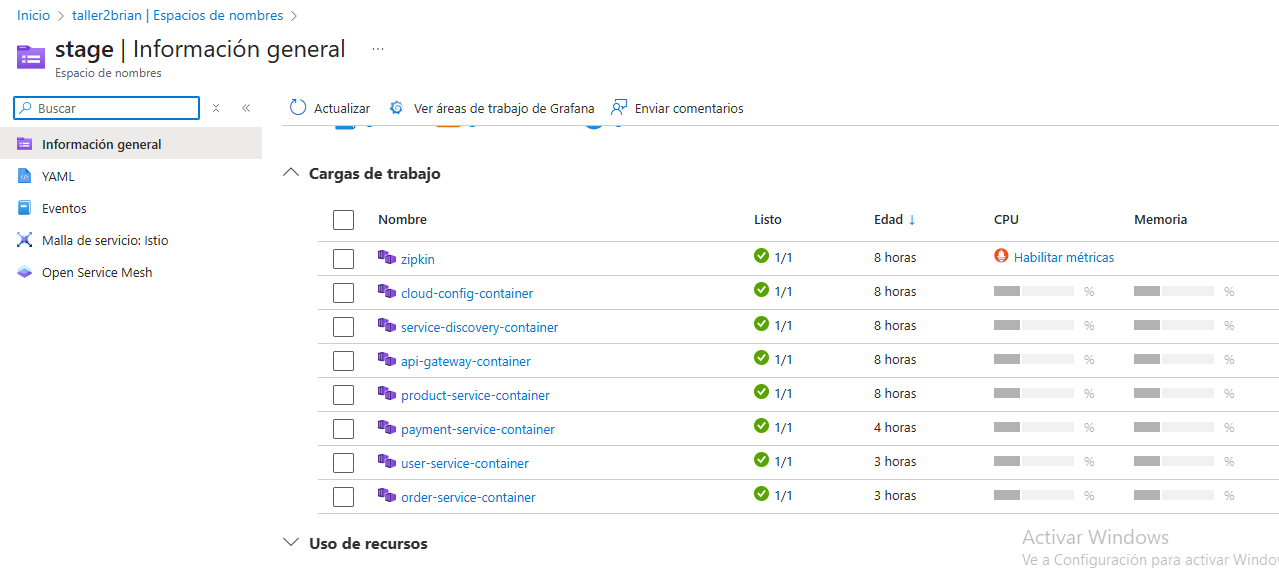 Inicio > taller2brian | Espacios de nombres >
stage | Información general ...
Espacio de nombres
Buscar
Actualizar Ver áreas de trabajo de Grafana Enviar comentarios
Información general
YAML
Eventos
Malla de servicio: Istio
Open Service Mesh
Cargas de trabajo
Nombre Listo Edad ↓ CPU Memoria
zipkin 1/1 8 horas Habilitar métricas
cloud-config-container 1/1 8 horas % %
service-discovery-container 1/1 8 horas % %
api-gateway-container 1/1 8 horas % %
product-service-container 1/1 8 horas % %
payment-service-container 1/1 4 horas % %
user-service-container 1/1 3 horas % %
order-service-container 1/1 3 horas % %
Uso de recursos
Activar Windows
Ve a Configuración para activar Windo